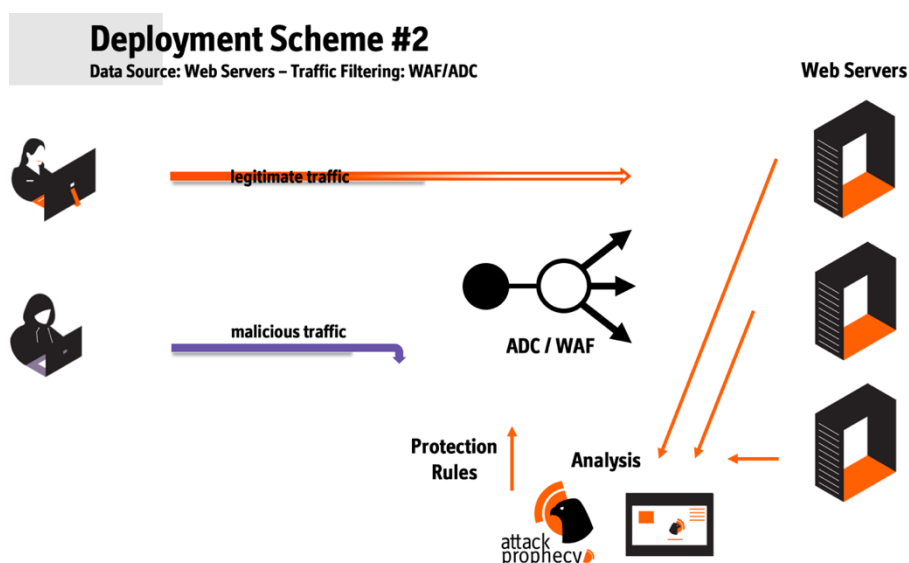 Deployment Scheme #2
Data Source: Web Servers – Traffic Filtering: WAF/ADC
Web Servers
legitimate traffic
malicious traffic
ADC / WAF
Protection
Rules
Analysis
attack
prophecy